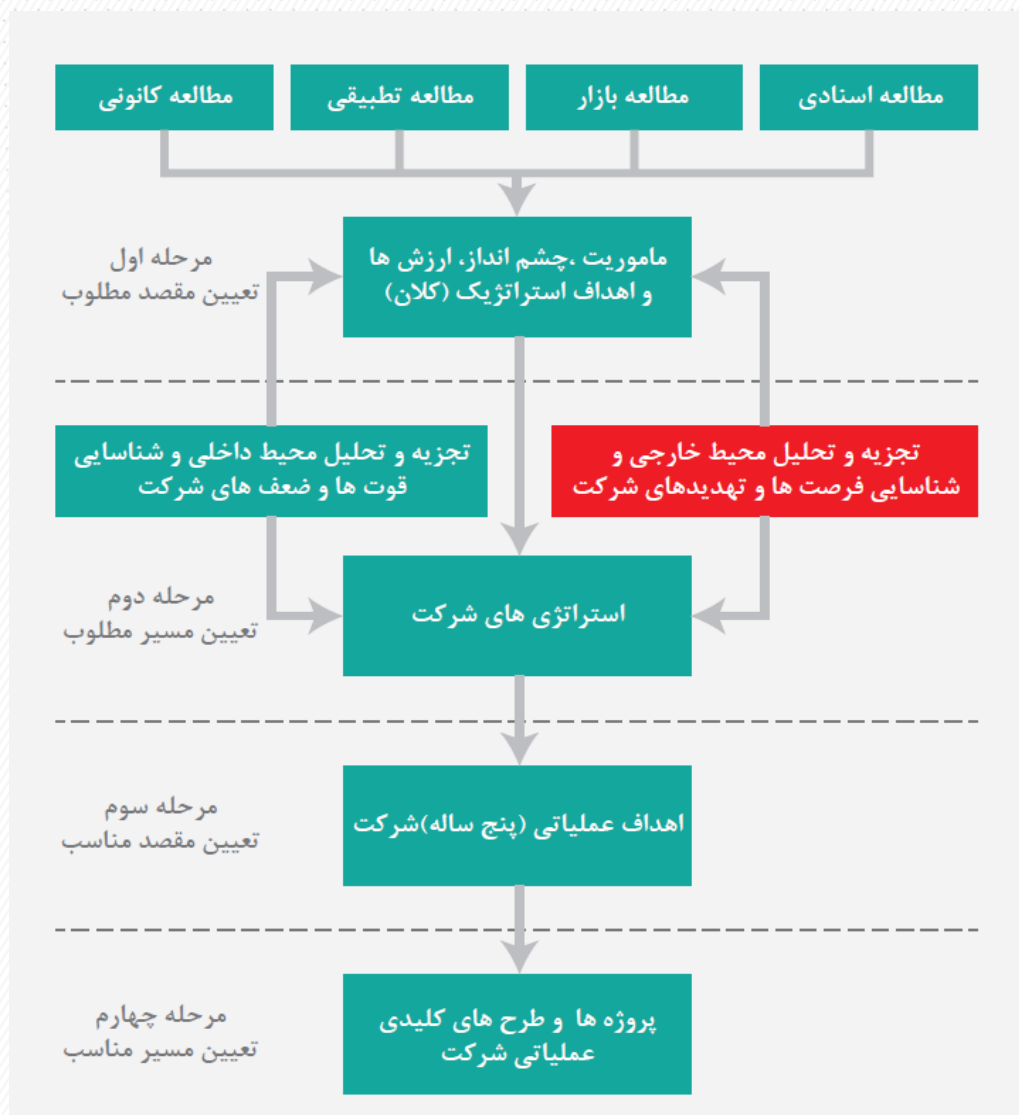 مطالعه اسنادی
مطالعه بازار
مطالعه تطبیقی
مطالعه کانونی
ماموریت ،چشم انداز، ارزش ها
و اهداف استراتژیک (کلان)
مرحله اول
تعیین مقصد مطلوب
تجزیه و تحلیل محیط خارجی و
شناسایی فرصت ها و تهدیدهای شرکت
تجزیه و تحلیل محیط داخلی و شناسایی
قوت ها و ضعف های شرکت
استراتژی های شرکت
مرحله دوم
تعیین مسیر مطلوب
اهداف عملیاتی (پنج ساله)شرکت
مرحله سوم
تعیین مقصد مناسب
پروژه ها و طرح های کلیدی
عملیاتی شرکت
مرحله چهارم
تعیین مسیر مناسب